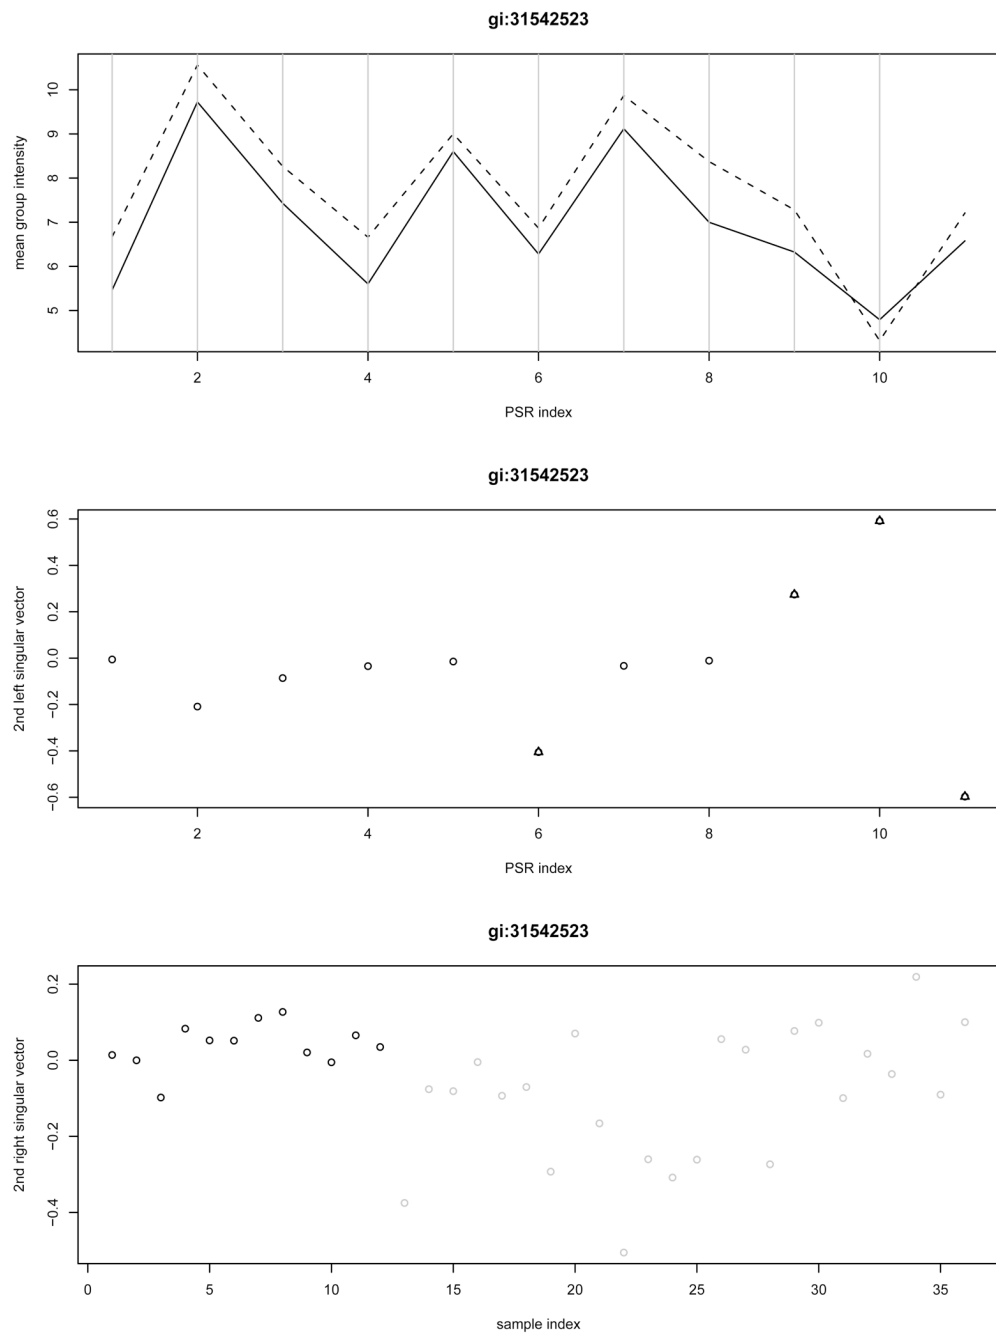 gi:31542523
mean group intensity
10
9
8
7
6
5
2 4 6 8 10
PSR index
gi:31542523
2nd left singular vector
0.6
0.4
0.2
0.0
−0.2
−0.4
−0.6
2 4 6 8 10
PSR index
gi:31542523
2nd right singular vector
0.2
0.0
−0.2
−0.4
0 5 10 15 20 25 30 35
sample index